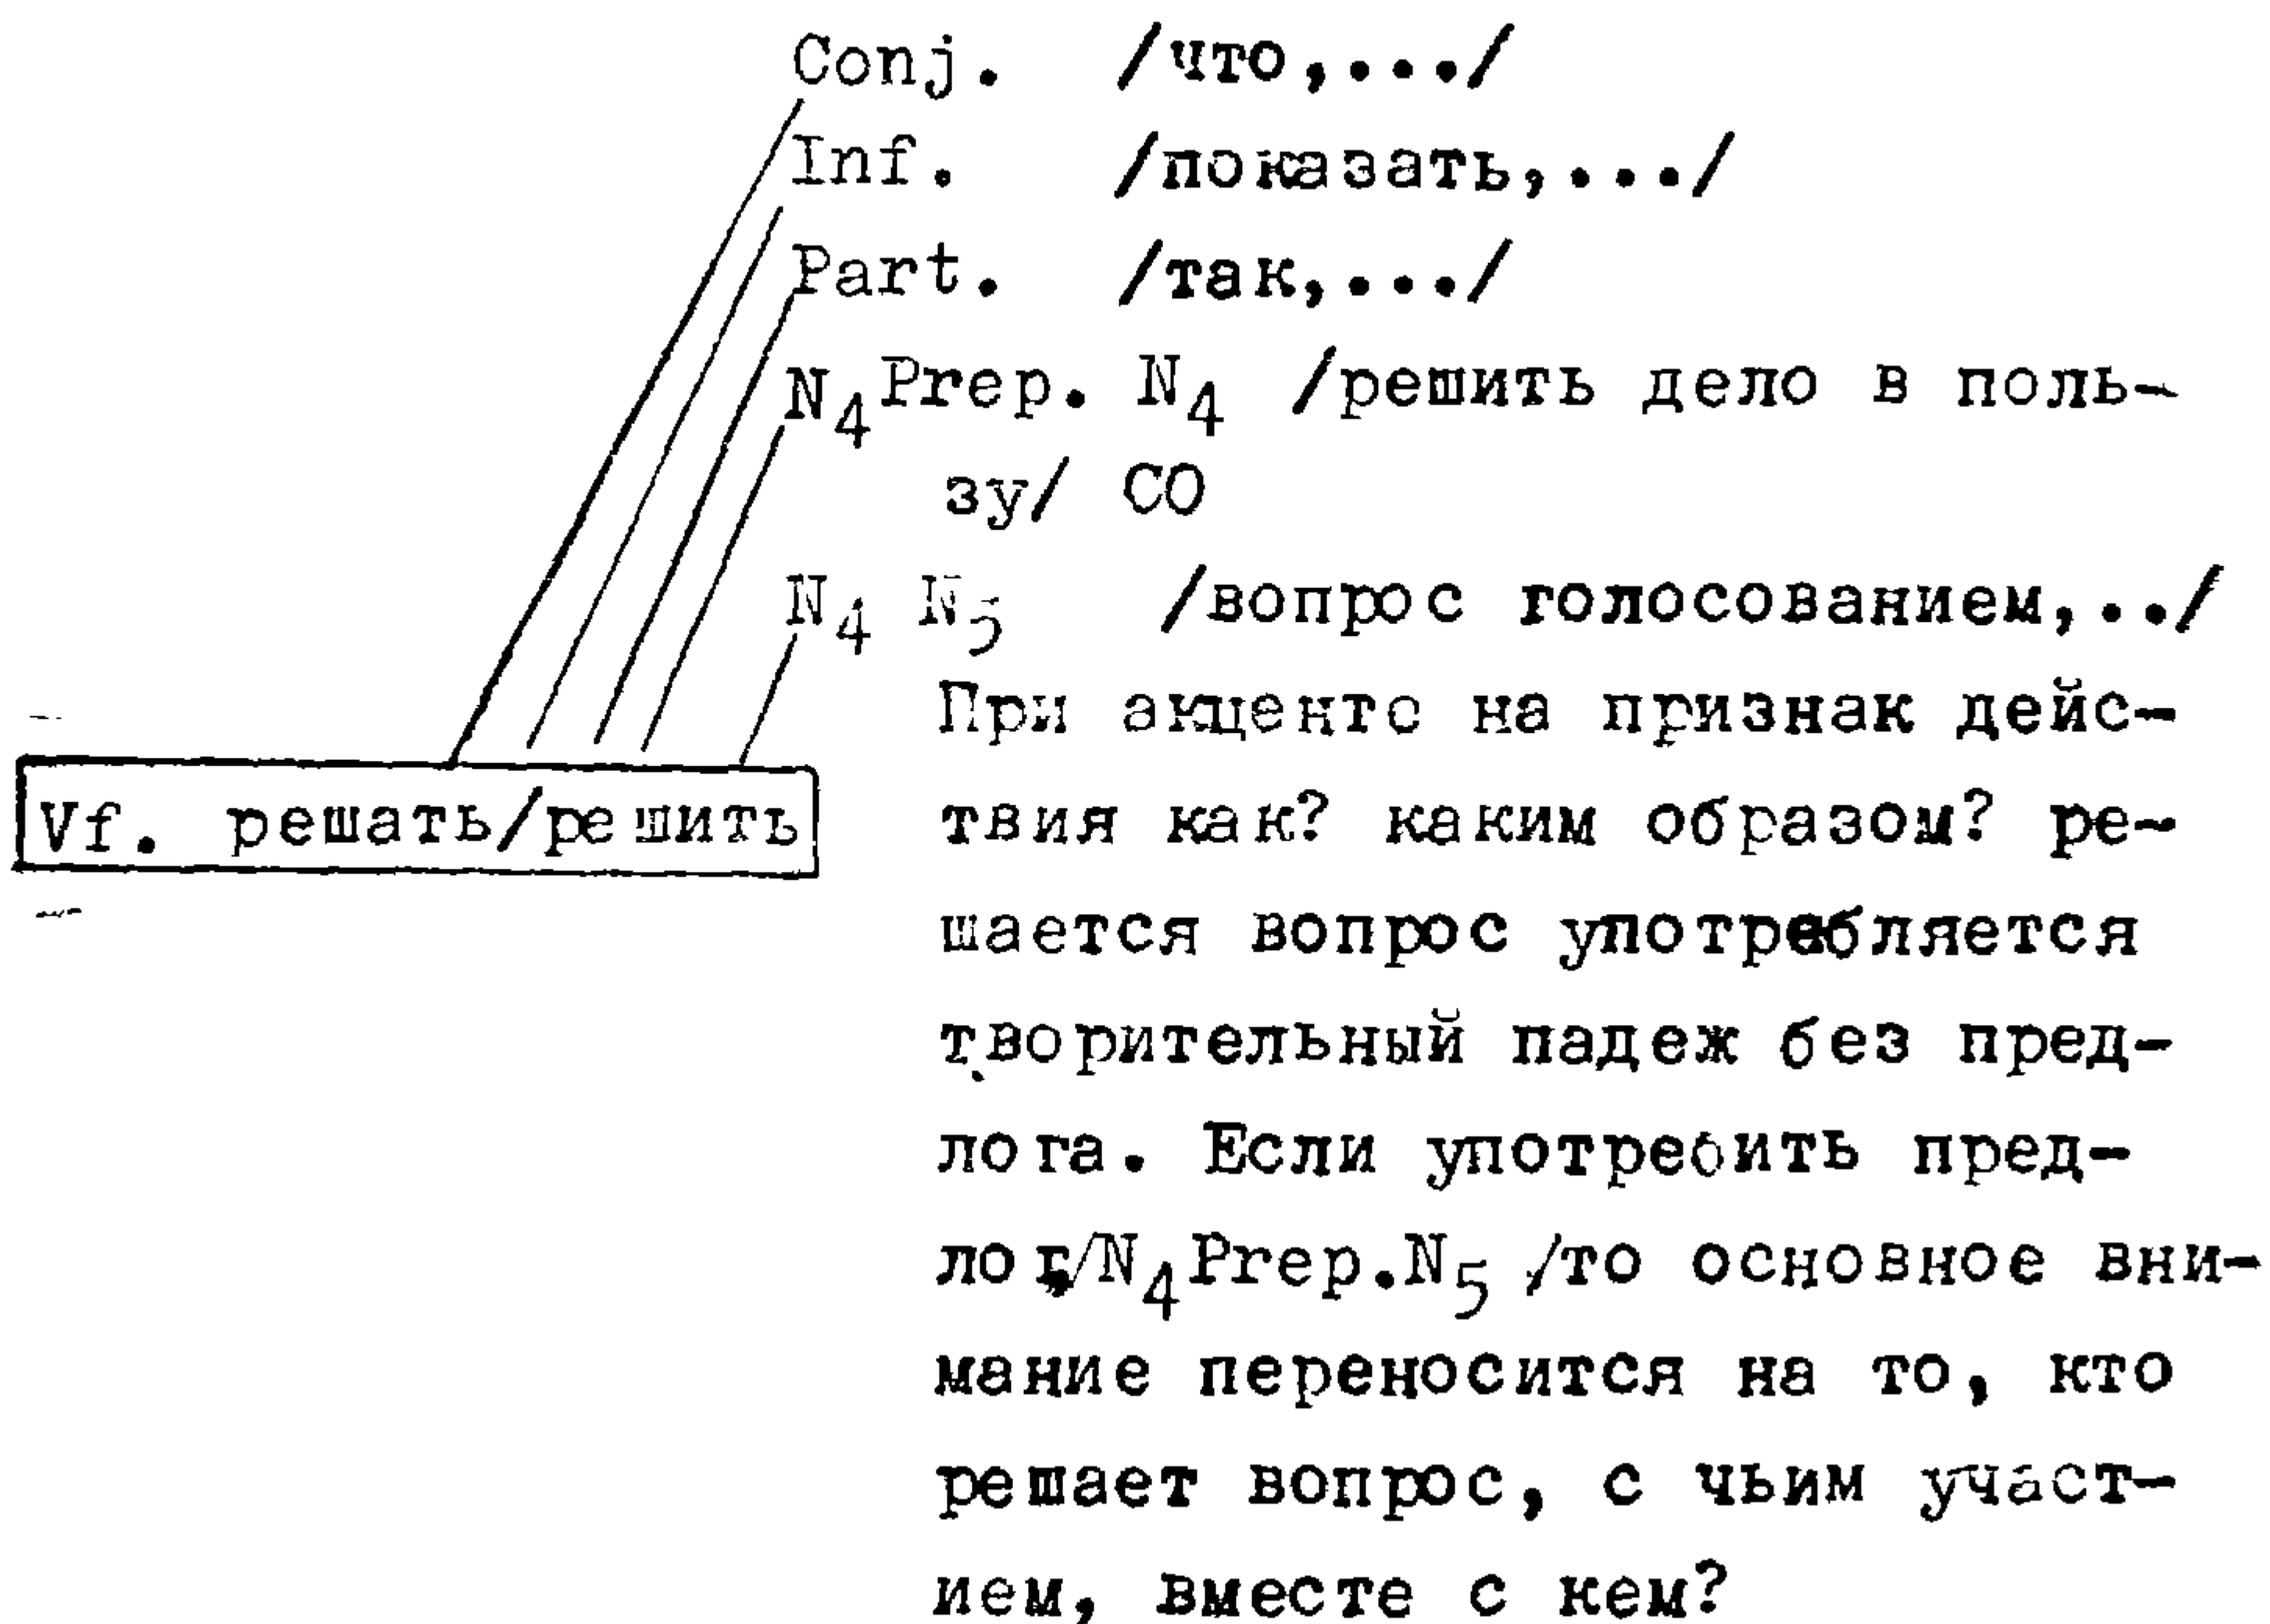 Conj. /что,.../
Inf. /показать,.../
Part. /так,.../
N₄Prep. N₄ /решить дело в поль-
зу/ СО
N₄ N₅ /вопрос голосованием,../
При акценте на признак дейс-
Vf. решать/решить
твия как? каким образом? ре-
шается вопрос употребляется
творительный падеж без пред-
лога. Если употребить пред-
лог,/N₄Prep.N₅ /то основное вни-
мание переносится на то, кто
решает вопрос, с чьим участ-
ием, вместе с кем?